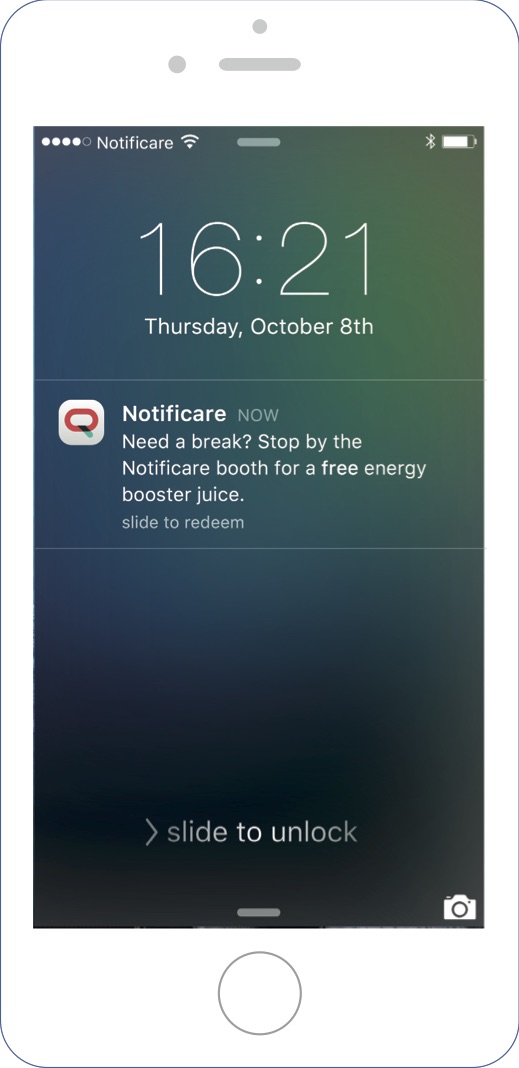 Notificare
16:21
Thursday, October 8th
Notificare NOW
Need a break? Stop by the
Notificare booth for a free energy
booster juice.
slide to redeem
slide to unlock